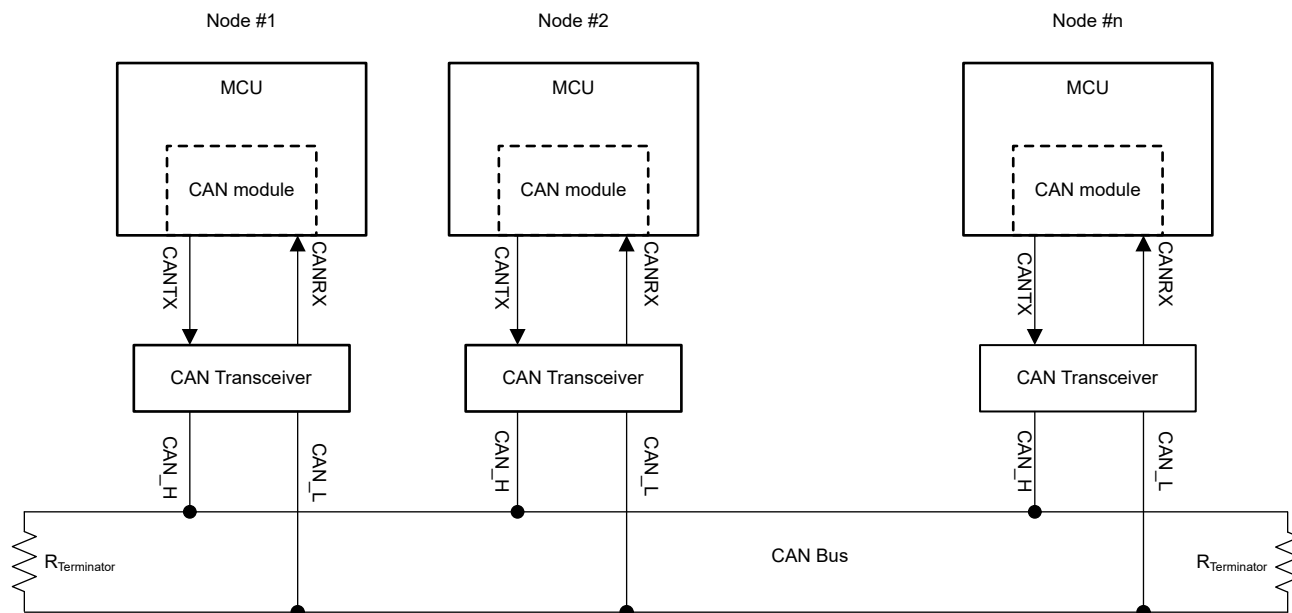 Node #1
Node #2
Node #n
MCU
MCU
MCU
CAN module
CAN module
CAN module
CANTX
CANRX
CANTX
CANRX
CANTX
CANRX
CAN Transceiver
CAN Transceiver
CAN Transceiver
CAN_H
CAN_L
CAN_H
CAN_L
CAN_H
CAN_L
RTerminator
CAN Bus
RTerminator